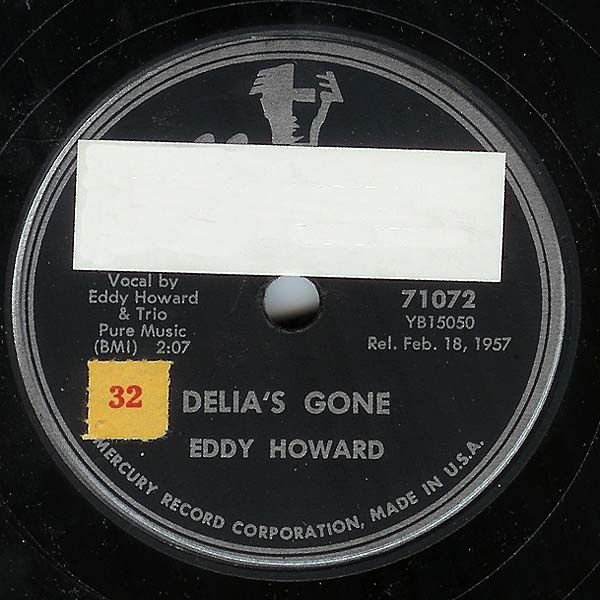 Vocal by
Eddy Howard
& Trio
Pure Music
(BMI) 2:07
71072
YB15050
Rel. Feb. 18, 1957
32
DELIA'S GONE
EDDY HOWARD
MERCURY RECORD CORPORATION, MADE IN U.S.A.